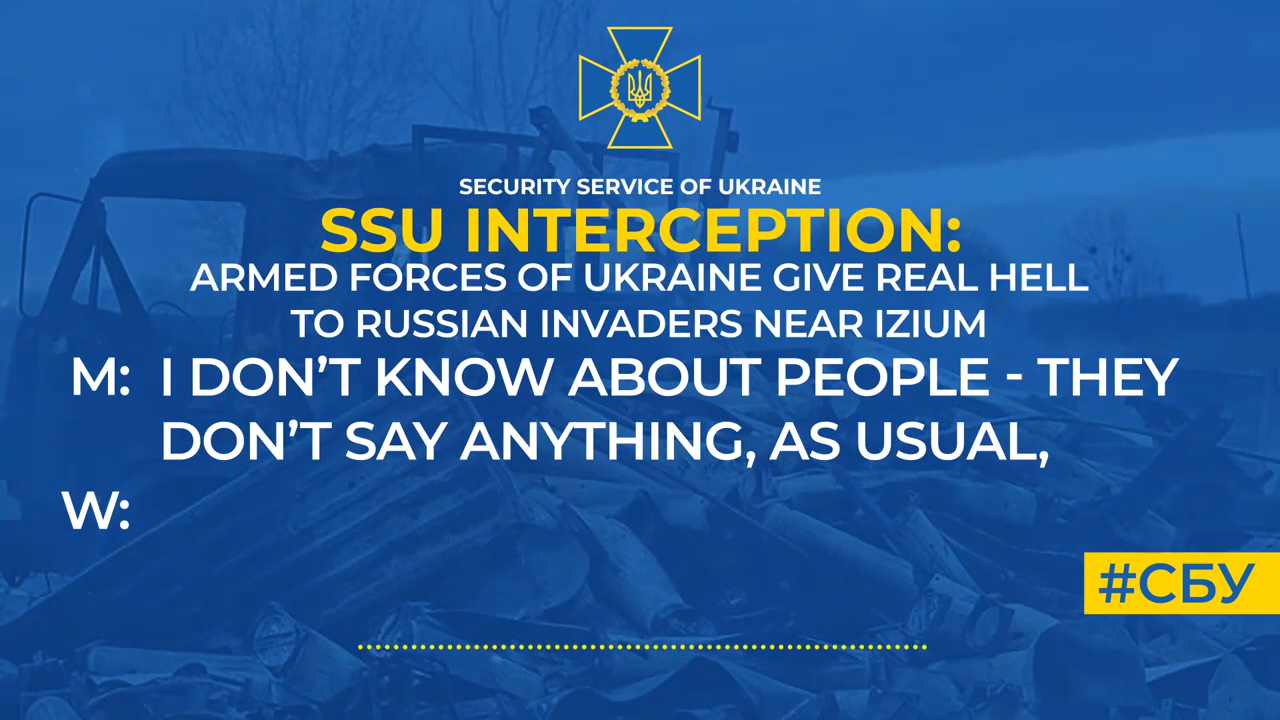 SECURITY SERVICE OF UKRAINE
SSU INTERCEPTION:
ARMED FORCES OF UKRAINE GIVE REAL HELL
TO RUSSIAN INVADERS NEAR IZIUM
M: I DON’T KNOW ABOUT PEOPLE - THEY
DON’T SAY ANYTHING, AS USUAL,
W:
#СБУ